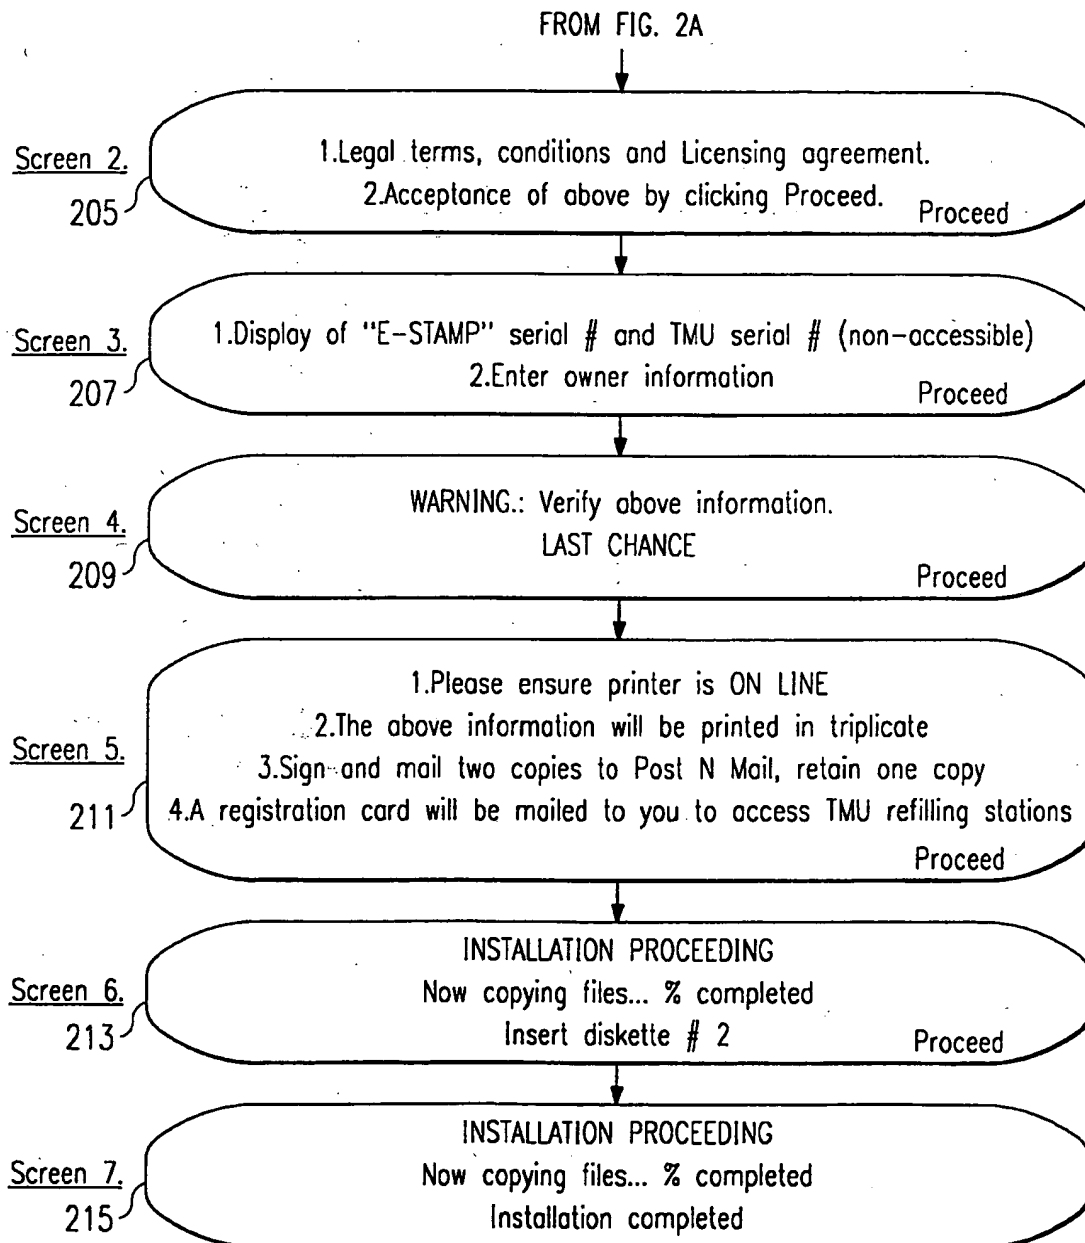 FROM FIG. 2A
Screen 2.
205
1.Legal terms, conditions and Licensing agreement.
2.Acceptance of above by clicking Proceed.
Proceed
Screen 3.
207
1.Display of "E-STAMP" serial # and TMU serial # (non-accessible)
2.Enter owner information
Proceed
Screen 4.
209
WARNING.: Verify above information.
LAST CHANCE
Proceed
Screen 5.
211
1.Please ensure printer is ON LINE
2.The above information will be printed in triplicate
3.Sign and mail two copies to Post N Mail, retain one copy
4.A registration card will be mailed to you to access TMU refilling stations
Proceed
Screen 6.
213
INSTALLATION PROCEEDING
Now copying files... % completed
Insert diskette # 2
Proceed
Screen 7.
215
INSTALLATION PROCEEDING
Now copying files... % completed
Installation completed